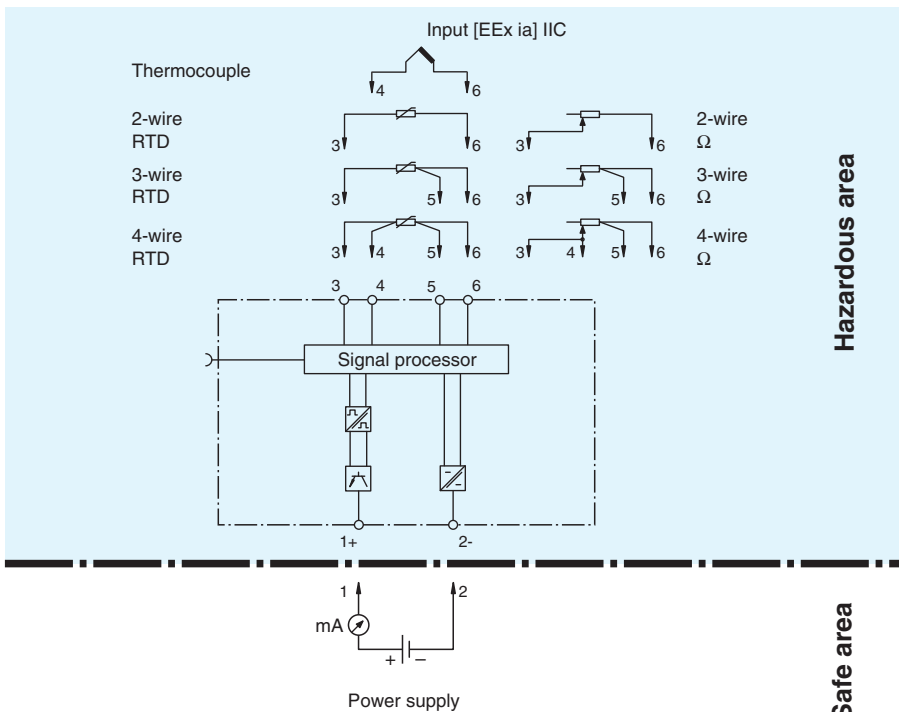 Input [EEx ia] IIC
Thermocouple
4 6
2-wire
RTD
3 6
3 6
2-wire
Ω
3-wire
RTD
3 5 6
3 5 6
3-wire
Ω
4-wire
RTD
3 4 5 6
3 4 5 6
4-wire
Ω
3 4 5 6
Signal processor
1+ 2-
Hazardous area
1 2
mA
+ −
Power supply
Safe area